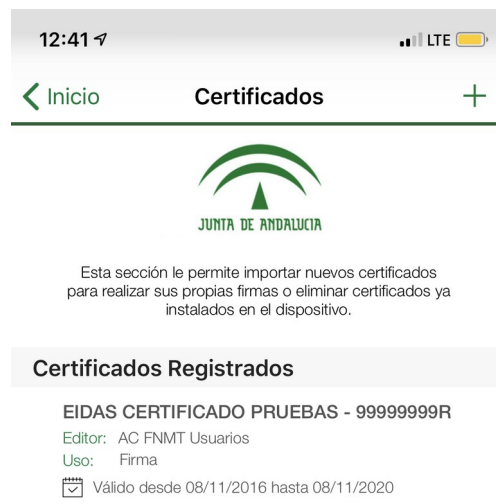 12:41 LTE
Inicio Certificados +
JUNTA DE ANDALUCIA
Esta sección le permite importar nuevos certificados
para realizar sus propias firmas o eliminar certificados ya
instalados en el dispositivo.
Certificados Registrados
EIDAS CERTIFICADO PRUEBAS - 99999999R
Editor: AC FNMT Usuarios
Uso: Firma
Válido desde 08/11/2016 hasta 08/11/2020